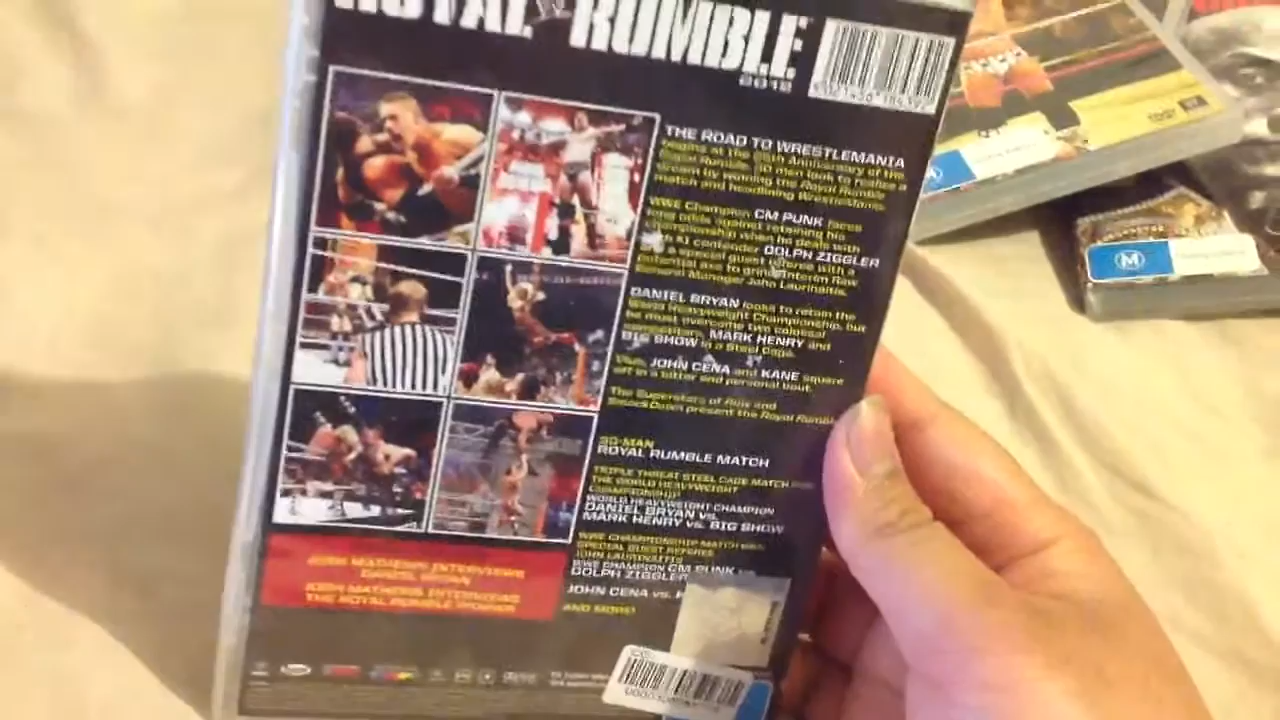 ROYAL RUMBLE
2012
THE ROAD TO WRESTLEMANIA
begins at the 25th Anniversary of the
Royal Rumble. 30 men look to realize a
dream by winning the Royal Rumble
match and headlining WrestleMania.
WWE Champion CM PUNK faces
long odds against retaining his
championship when he deals with
#1 contender DOLPH ZIGGLER
a special guest referee with a
potential axe to grind, Interim Raw
General Manager John Laurinaitis.
DANIEL BRYAN looks to retain the
World Heavyweight Championship, but
he must overcome two colossal
competitors, MARK HENRY and
BIG SHOW in a Steel Cage.
Plus, JOHN CENA and KANE square
off in a bitter and personal bout.
The Superstars of Raw and
SmackDown present the Royal Rumble
30-MAN
ROYAL RUMBLE MATCH
TRIPLE THREAT STEEL CAGE MATCH FOR
THE WORLD HEAVYWEIGHT
CHAMPIONSHIP
WORLD HEAVYWEIGHT CHAMPION
DANIEL BRYAN VS.
MARK HENRY VS. BIG SHOW
WWE CHAMPIONSHIP MATCH WITH
SPECIAL GUEST REFEREE
JOHN LAURINAITIS
WWE CHAMPION CM PUNK
DOLPH ZIGGLER
JOHN CENA VS.
AND MORE!
JOSH MATHEWS INTERVIEWS
DANIEL BRYAN
JOSH MATHEWS INTERVIEWS
THE ROYAL RUMBLE WINNER
M
M